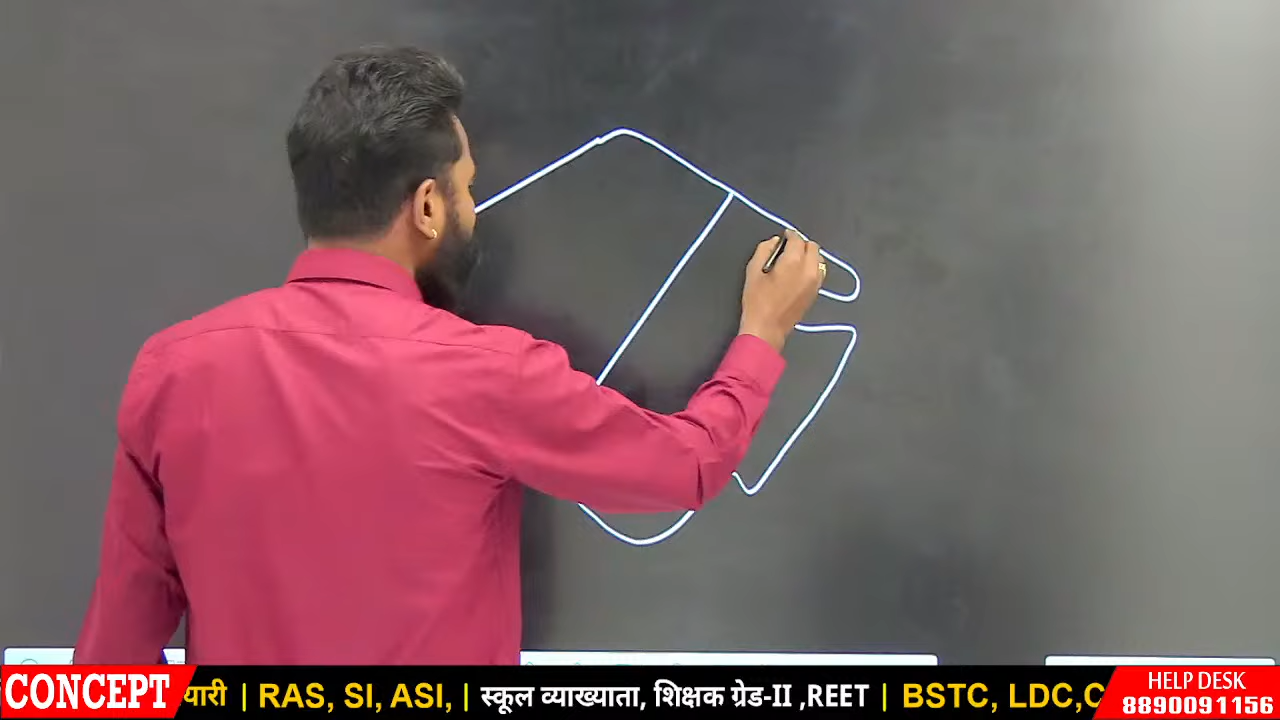 CONCEPT
यारी | RAS, SI, ASI, | स्कूल व्याख्याता, शिक्षक ग्रेड-II ,REET | BSTC, LDC,C
HELP DESK
8890091156